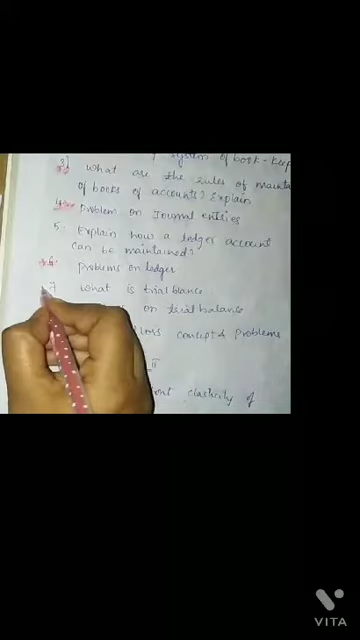 system of book-keep
3] what are the rules of mainta
of books of accounts? Explain
4. problem on Journal entries
5. Explain how a ledger account
can be maintained?
6. problems on ledger
7 what is trial blance
on trial balance
concept & problems
II
elasticity of
VITA